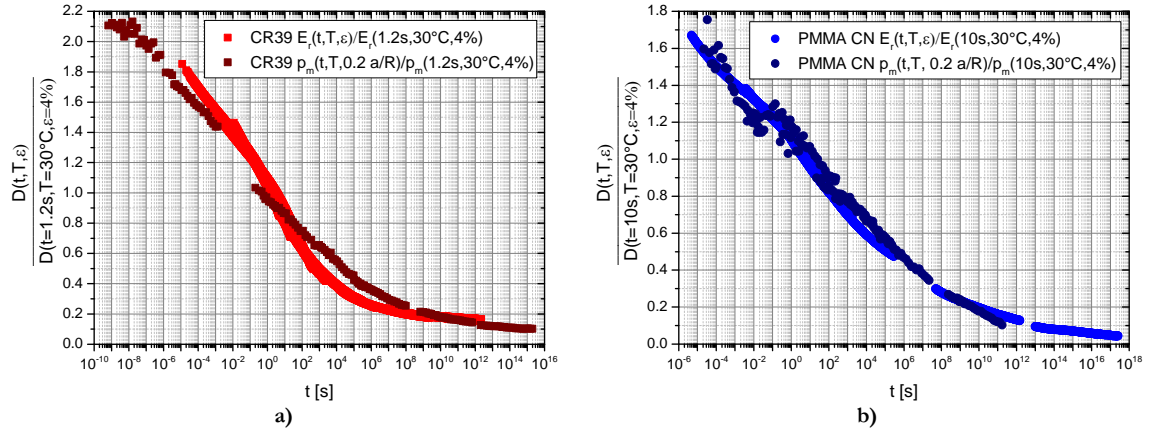 CR39 E_r(t,T,ε)/E_r(1.2s,30°C,4%)
CR39 p_m(t,T,0.2 a/R)/p_m(1.2s,30°C,4%)
2.2
2.0
1.8
1.6
1.4
1.2
1.0
0.8
0.6
0.4
0.2
0.0
D(t,T,ε)
D(t=1.2s,T=30°C,ε=4%)
10^-10 10^-8 10^-6 10^-4 10^-2 10^0 10^2 10^4 10^6 10^8 10^10 10^12 10^14 10^16
t [s]
a)
PMMA CN E_r(t,T,ε)/E_r(10s,30°C,4%)
PMMA CN p_m(t,T, 0.2 a/R)/p_m(10s,30°C,4%)
1.8
1.6
1.4
1.2
1.0
0.8
0.6
0.4
0.2
0.0
D(t,T,ε)
D(t=10s,T=30°C,ε=4%)
10^-6 10^-4 10^-2 10^0 10^2 10^4 10^6 10^8 10^10 10^12 10^14 10^16 10^18
t [s]
b)